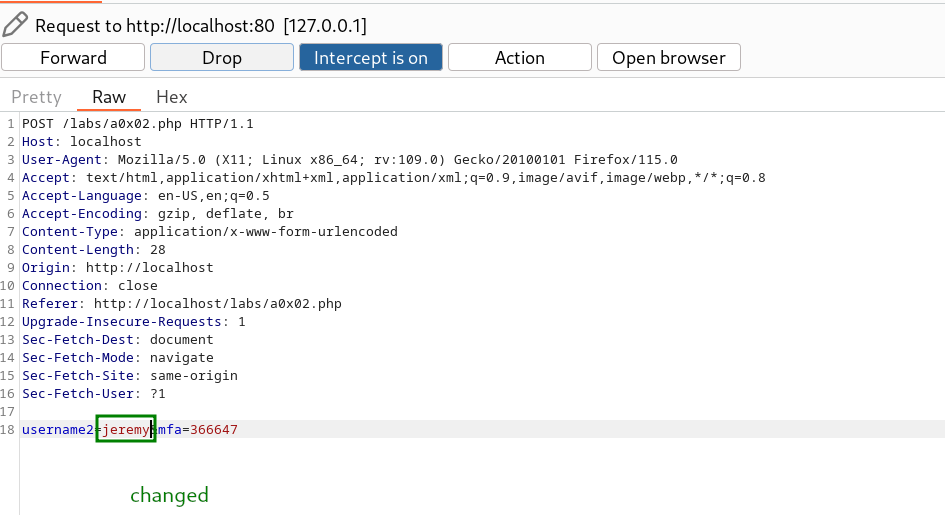 Request to http://localhost:80 [127.0.0.1]
Forward Drop Intercept is on Action Open browser
Pretty Raw Hex
1 POST /labs/a0x02.php HTTP/1.1
2 Host: localhost
3 User-Agent: Mozilla/5.0 (X11; Linux x86_64; rv:109.0) Gecko/20100101 Firefox/115.0
4 Accept: text/html,application/xhtml+xml,application/xml;q=0.9,image/avif,image/webp,*/*;q=0.8
5 Accept-Language: en-US,en;q=0.5
6 Accept-Encoding: gzip, deflate, br
7 Content-Type: application/x-www-form-urlencoded
8 Content-Length: 28
9 Origin: http://localhost
10 Connection: close
11 Referer: http://localhost/labs/a0x02.php
12 Upgrade-Insecure-Requests: 1
13 Sec-Fetch-Dest: document
14 Sec-Fetch-Mode: navigate
15 Sec-Fetch-Site: same-origin
16 Sec-Fetch-User: ?1
17
18 username2=jeremy&mfa=366647
changed